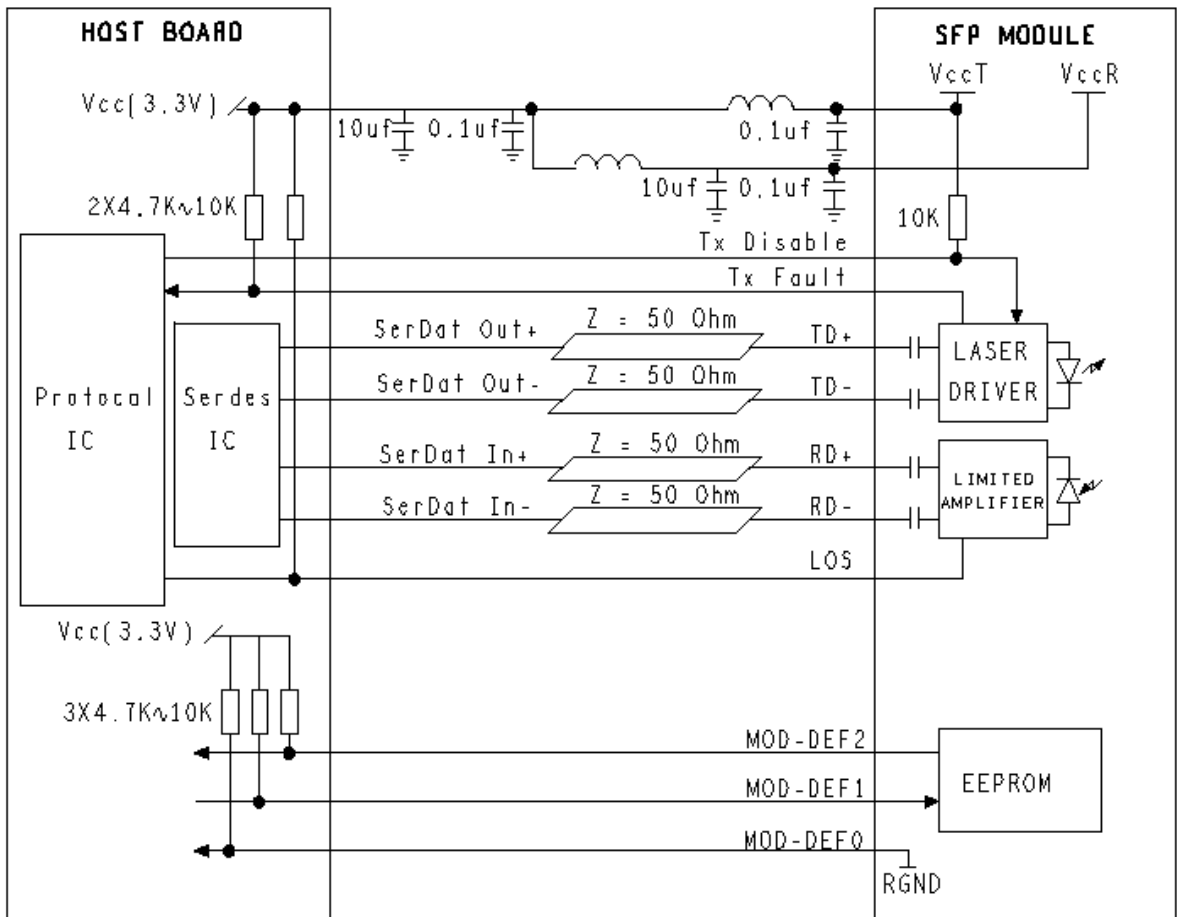 HOST BOARD
SFP MODULE
VccT
VccR
Vcc(3.3V)
10uf
0.1uf
0.1uf
10uf
0.1uf
2X4.7K∿10K
10K
Tx Disable
Tx Fault
Z = 50 Ohm
SerDat Out+
TD+
Z = 50 Ohm
SerDat Out-
TD-
LASER
DRIVER
Protocal
IC
Serdes
IC
Z = 50 Ohm
SerDat In+
RD+
Z = 50 Ohm
SerDat In-
RD-
LIMITED
AMPLIFIER
LOS
Vcc(3.3V)
3X4.7K∿10K
MOD-DEF2
MOD-DEF1
EEPROM
MOD-DEF0
RGND